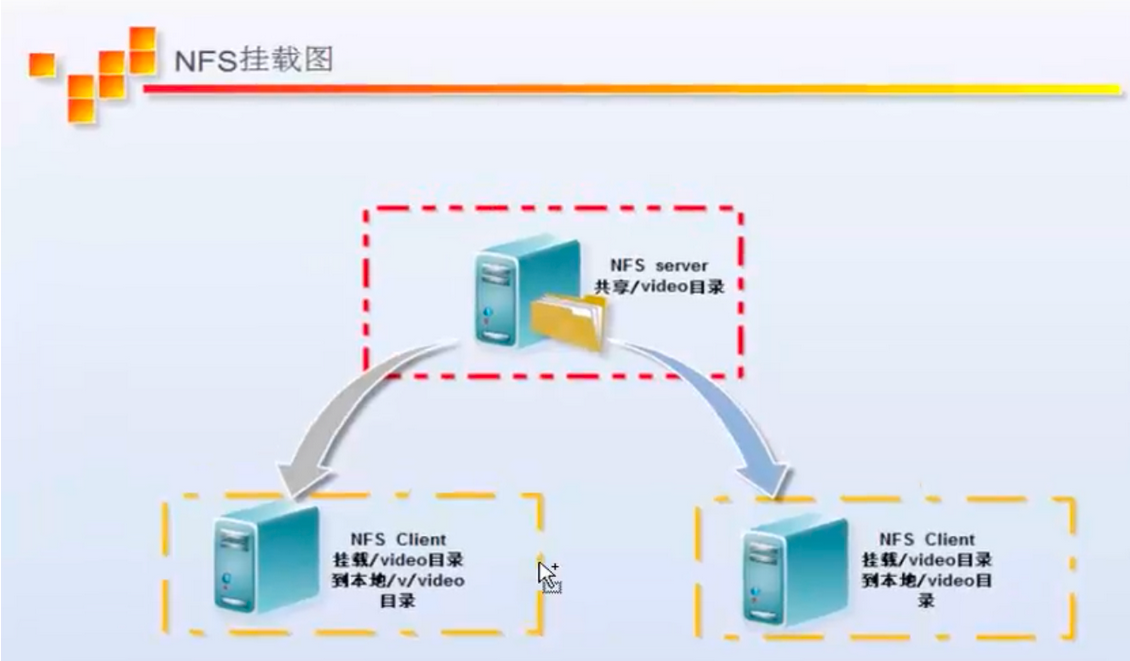 NFS挂载图
NFS server
共享/video目录
NFS Client
挂载/video目录
到本地/v/video
目录
NFS Client
挂载/video目录
到本地/video目
录